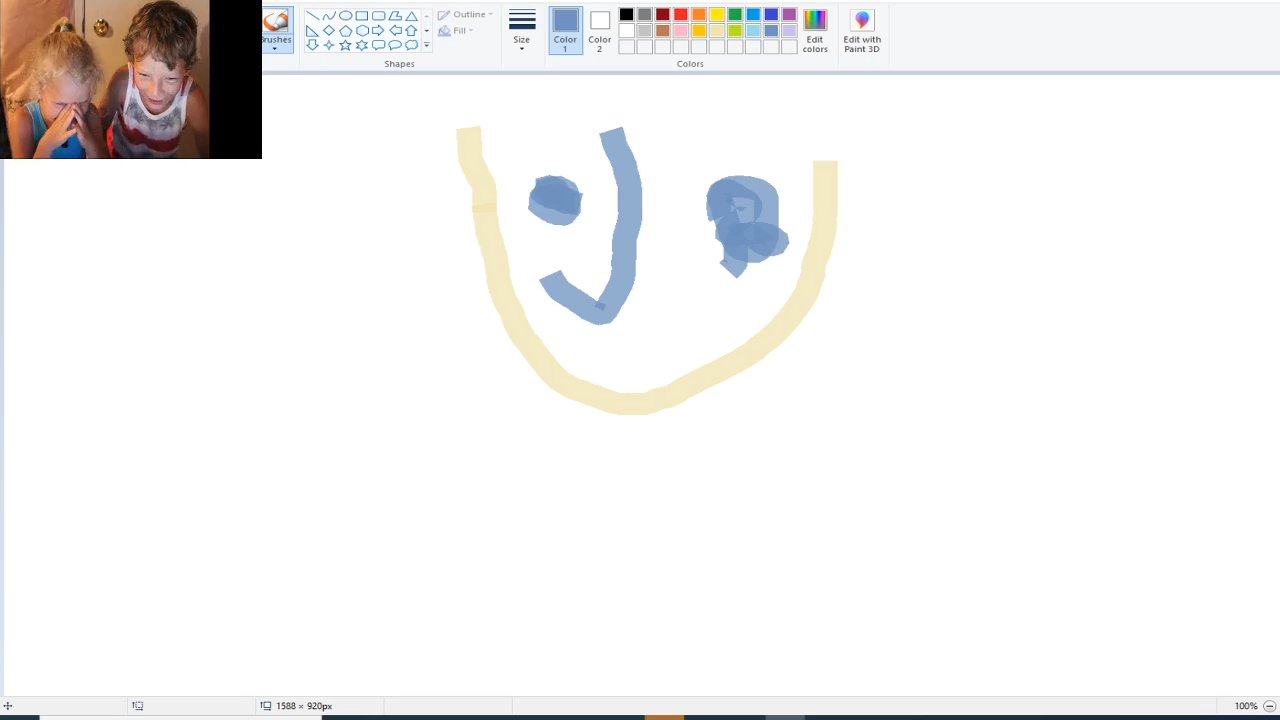 Brushes
Size
Color
1
Color
2
Outline
Fill
Edit
colors
Edit with
Paint 3D
Shapes
Colors
1588 × 920px
100%